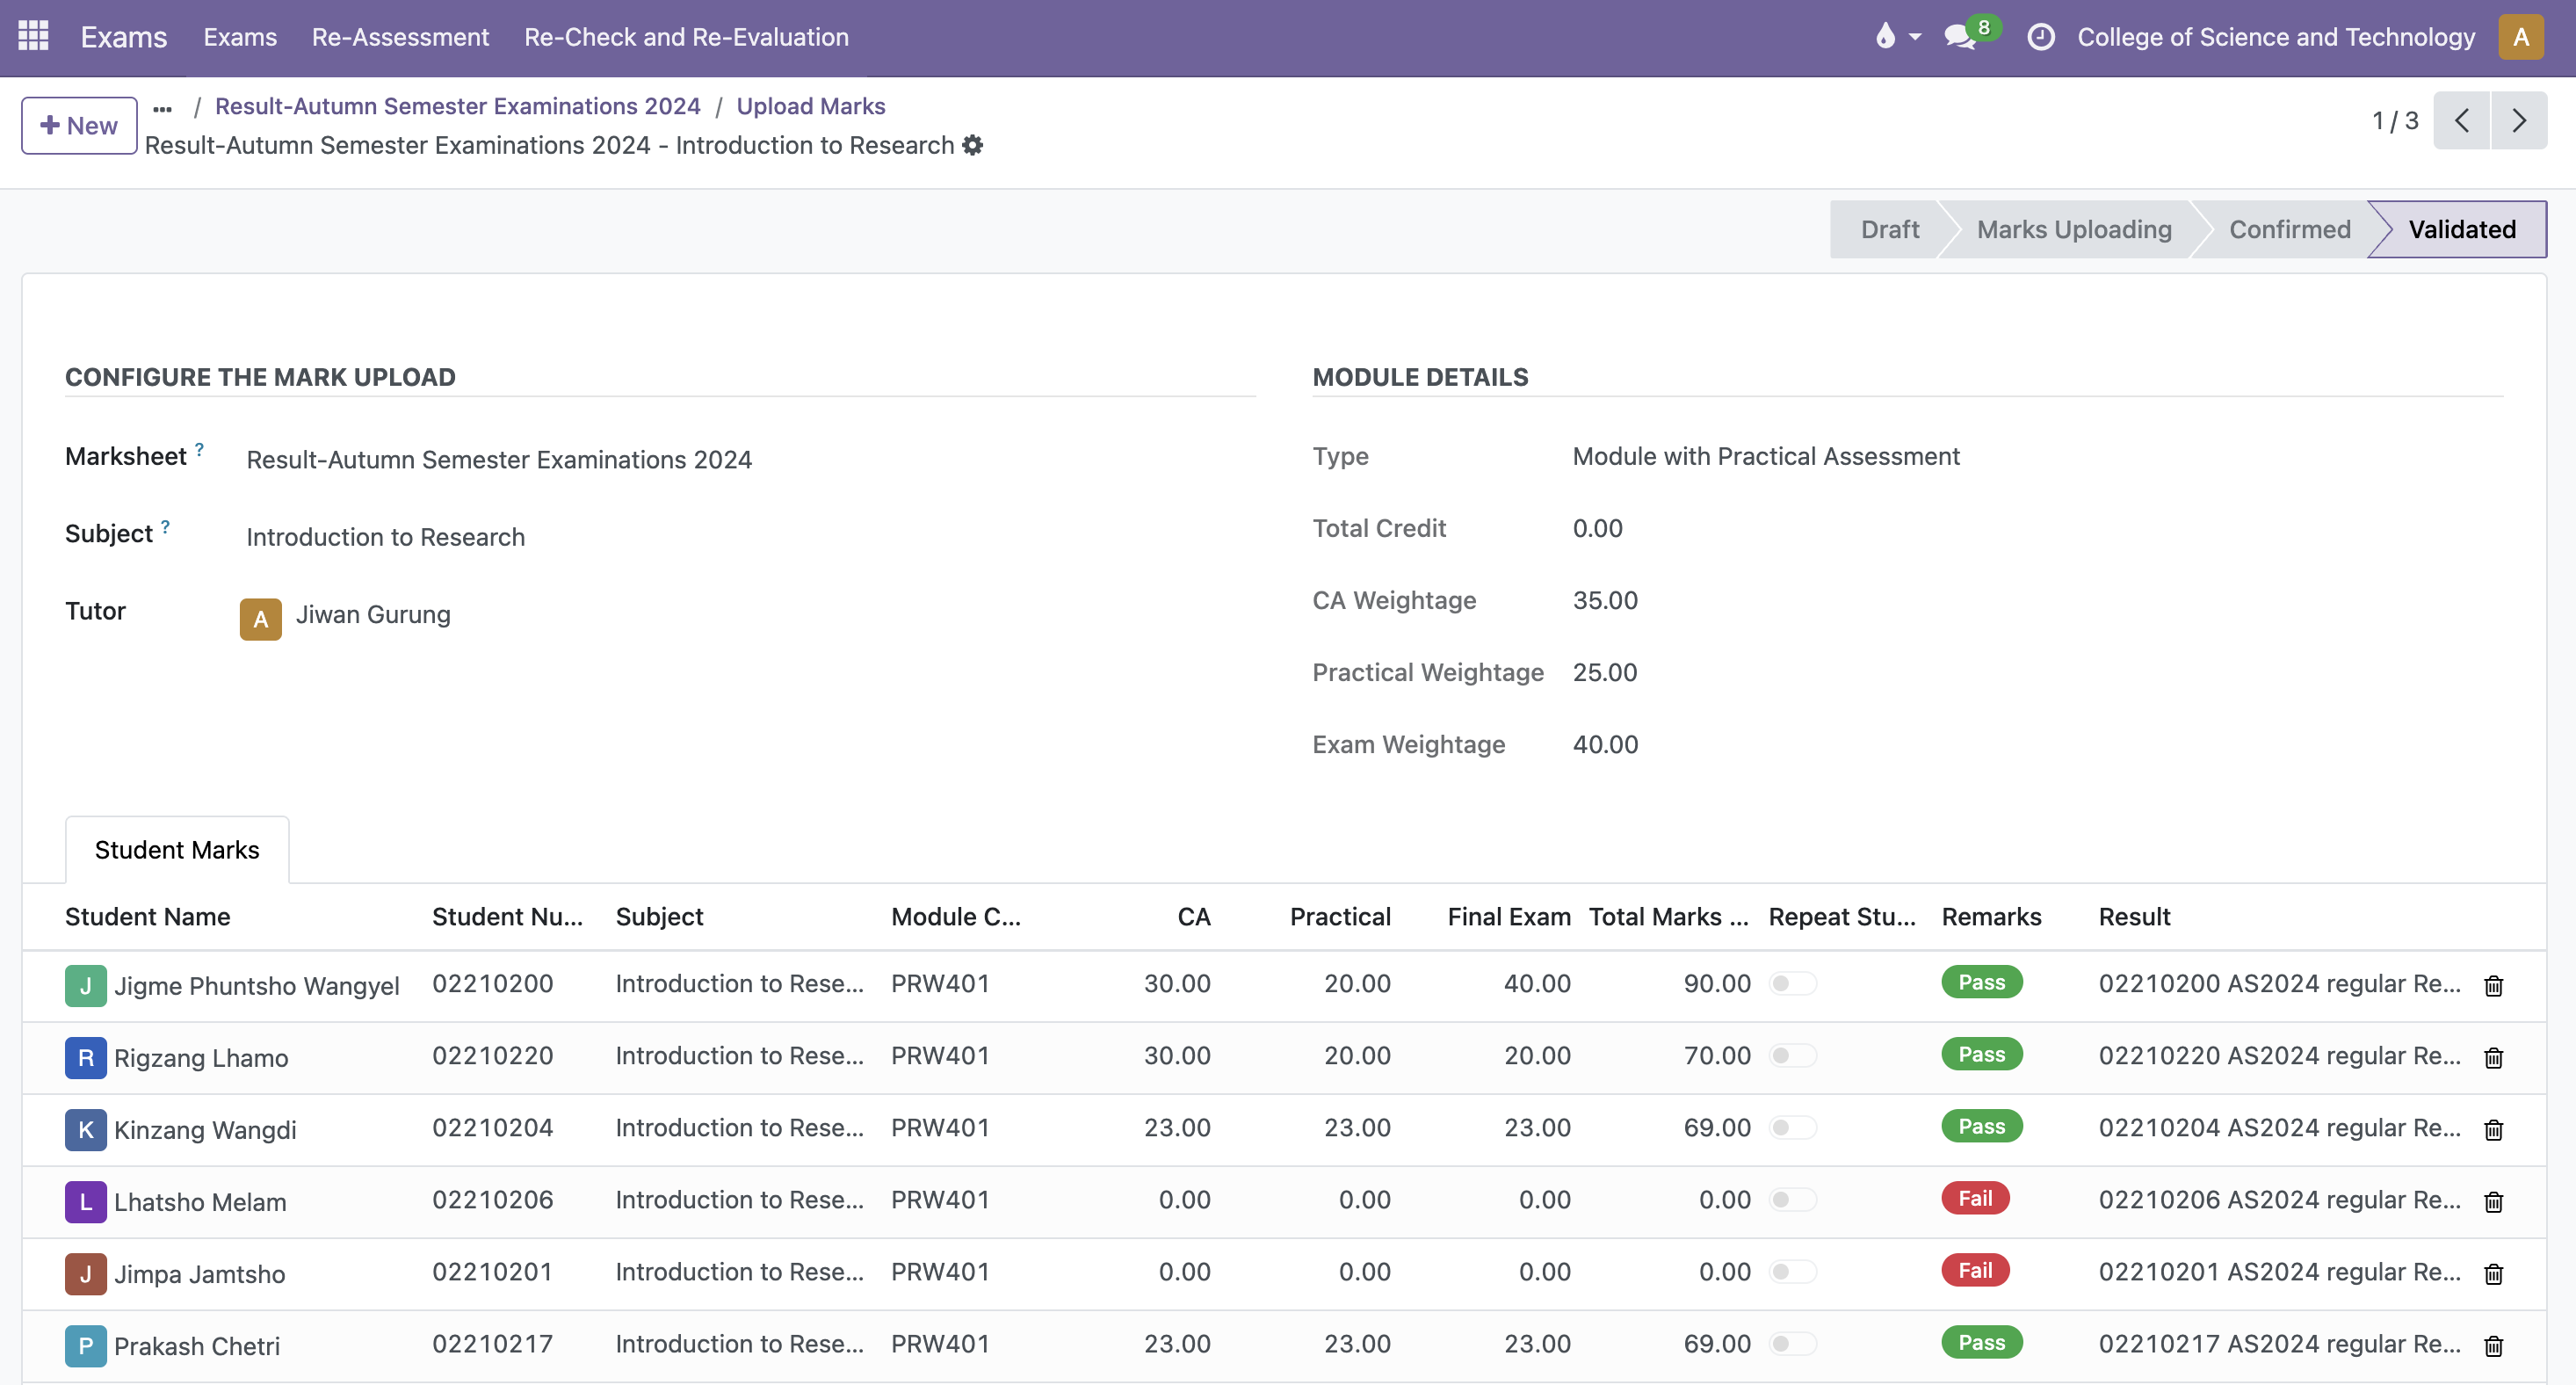 Exams Exams Re-Assessment Re-Check and Re-Evaluation 8 College of Science and Technology A
New ... / Result-Autumn Semester Examinations 2024 / Upload Marks
Result-Autumn Semester Examinations 2024 - Introduction to Research
1 / 3
Draft Marks Uploading Confirmed Validated
CONFIGURE THE MARK UPLOAD
Marksheet ? Result-Autumn Semester Examinations 2024
Subject ? Introduction to Research
Tutor A Jiwan Gurung
MODULE DETAILS
Type Module with Practical Assessment
Total Credit 0.00
CA Weightage 35.00
Practical Weightage 25.00
Exam Weightage 40.00
Student Marks
Student Name Student Nu... Subject Module C... CA Practical Final Exam Total Marks ... Repeat Stu... Remarks Result
J Jigme Phuntsho Wangyel 02210200 Introduction to Rese... PRW401 30.00 20.00 40.00 90.00 Pass 02210200 AS2024 regular Re...
R Rigzang Lhamo 02210220 Introduction to Rese... PRW401 30.00 20.00 20.00 70.00 Pass 02210220 AS2024 regular Re...
K Kinzang Wangdi 02210204 Introduction to Rese... PRW401 23.00 23.00 23.00 69.00 Pass 02210204 AS2024 regular Re...
L Lhatsho Melam 02210206 Introduction to Rese... PRW401 0.00 0.00 0.00 0.00 Fail 02210206 AS2024 regular Re...
J Jimpa Jamtsho 02210201 Introduction to Rese... PRW401 0.00 0.00 0.00 0.00 Fail 02210201 AS2024 regular Re...
P Prakash Chetri 02210217 Introduction to Rese... PRW401 23.00 23.00 23.00 69.00 Pass 02210217 AS2024 regular Re...